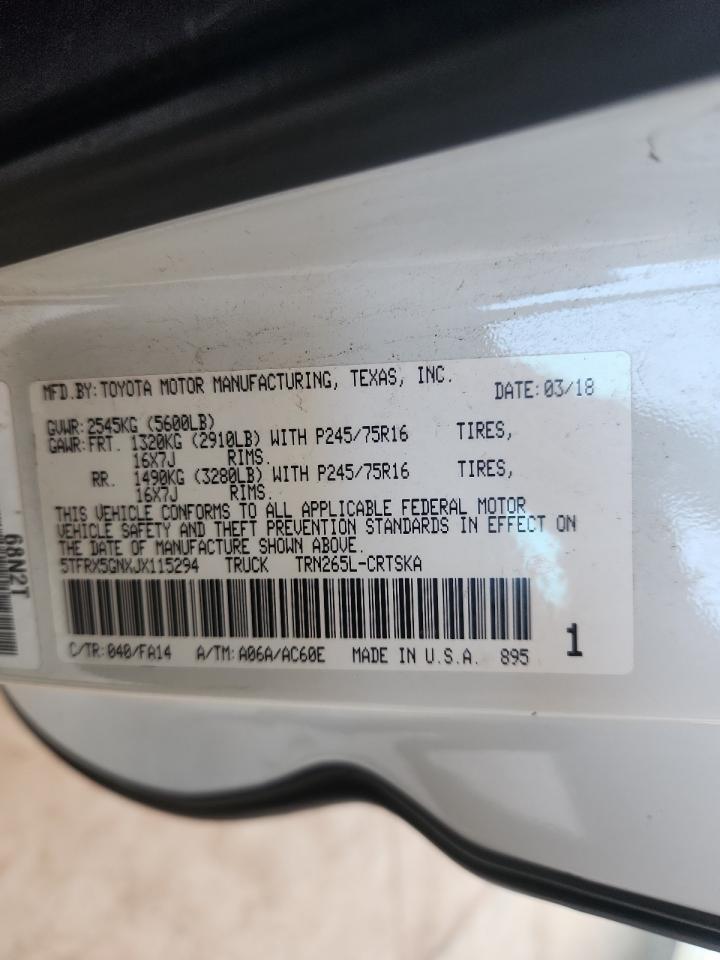 MFD.BY: TOYOTA MOTOR MANUFACTURING, TEXAS, INC. DATE: 03/18
GVWR: 2545KG (5600LB)
GAWR: FRT. 1320KG (2910LB) WITH P245/75R16 TIRES,
16X7J RIMS.
RR. 1490KG (3280LB) WITH P245/75R16 TIRES,
16X7J RIMS.
THIS VEHICLE CONFORMS TO ALL APPLICABLE FEDERAL MOTOR
VEHICLE SAFETY AND THEFT PREVENTION STANDARDS IN EFFECT ON
THE DATE OF MANUFACTURE SHOWN ABOVE.
5TFRX5GNXJX115294 TRUCK TRN265L-CRTSKA
C/TR: 040/FA14 A/TM: A06A/AC60E MADE IN U.S.A. 895 1
68N2T